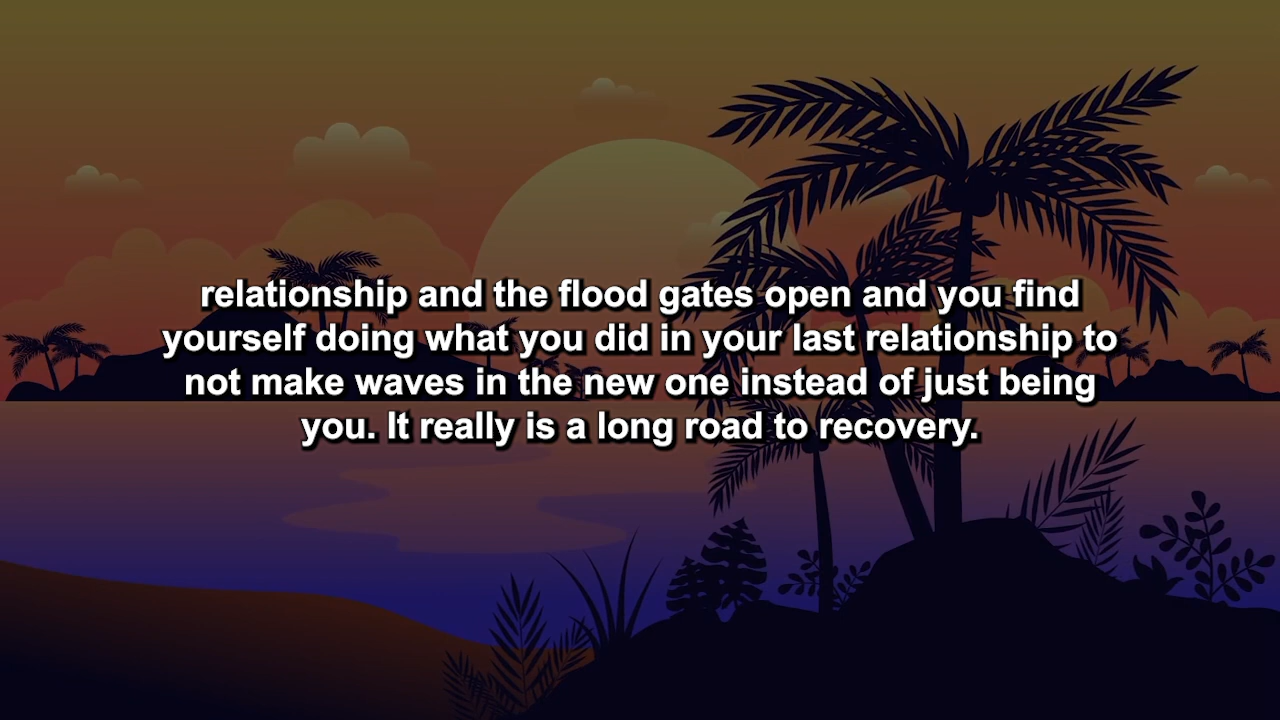 relationship and the flood gates open and you find
yourself doing what you did in your last relationship to
not make waves in the new one instead of just being
you. It really is a long road to recovery.